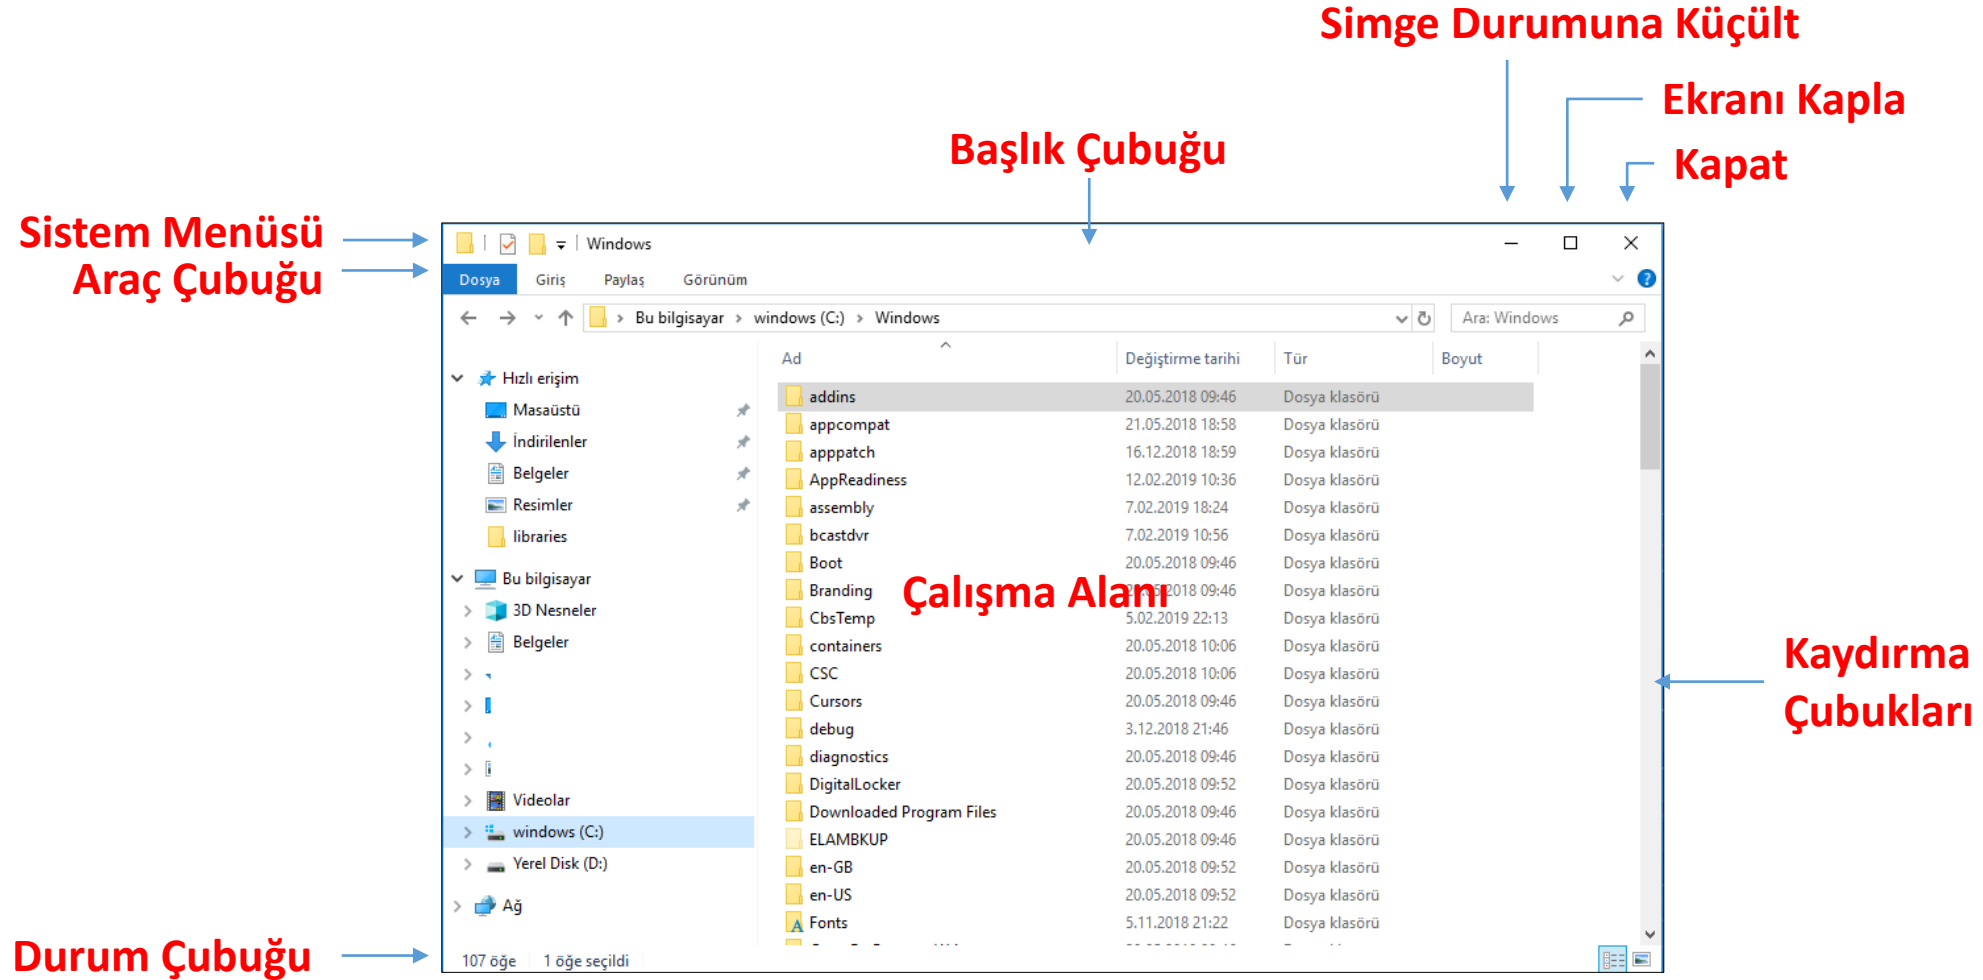 Simge Durumuna Küçült
Ekranı Kapla
Başlık Çubuğu
Kapat
Sistem Menüsü
Araç Çubuğu
Windows
Dosya Giriş Paylaş Görünüm
Bu bilgisayar > windows (C:) > Windows
Ara: Windows
Ad Değiştirme tarihi Tür Boyut
Hızlı erişim
Masaüstü
İndirilenler
Belgeler
Resimler
libraries
Bu bilgisayar
3D Nesneler
Belgeler
Videolar
windows (C:)
Yerel Disk (D:)
Ağ
addins 20.05.2018 09:46 Dosya klasörü
appcompat 21.05.2018 18:58 Dosya klasörü
apppatch 16.12.2018 18:59 Dosya klasörü
AppReadiness 12.02.2019 10:36 Dosya klasörü
assembly 7.02.2019 18:24 Dosya klasörü
bcastdvr 7.02.2019 10:56 Dosya klasörü
Boot 20.05.2018 09:46 Dosya klasörü
Branding 09:46 Dosya klasörü
Çalışma Alanı
CbsTemp 5.02.2019 22:13 Dosya klasörü
containers 20.05.2018 10:06 Dosya klasörü
CSC 20.05.2018 10:06 Dosya klasörü
Cursors 20.05.2018 09:46 Dosya klasörü
debug 3.12.2018 21:46 Dosya klasörü
diagnostics 20.05.2018 09:46 Dosya klasörü
DigitalLocker 20.05.2018 09:52 Dosya klasörü
Downloaded Program Files 20.05.2018 09:46 Dosya klasörü
ELAMBKUP 20.05.2018 09:46 Dosya klasörü
en-GB 20.05.2018 09:52 Dosya klasörü
en-US 20.05.2018 09:52 Dosya klasörü
Fonts 5.11.2018 21:22 Dosya klasörü
Kaydırma
Çubukları
Durum Çubuğu
107 öğe 1 öğe seçildi